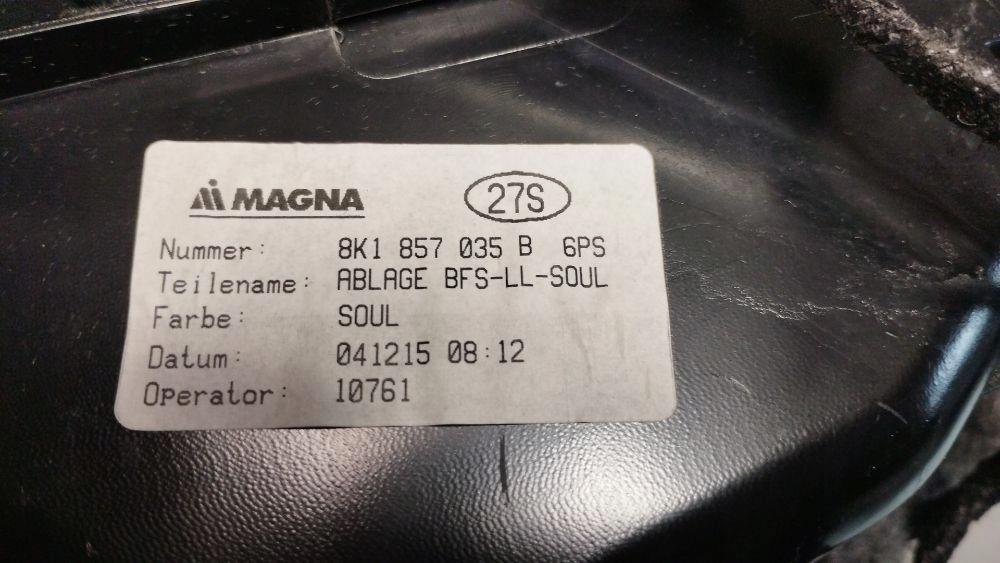 MAGNA 27S
Nummer: 8K1 857 035 B 6PS
Teilename: ABLAGE BFS-LL-SOUL
Farbe: SOUL
Datum: 041215 08:12
Operator: 10761